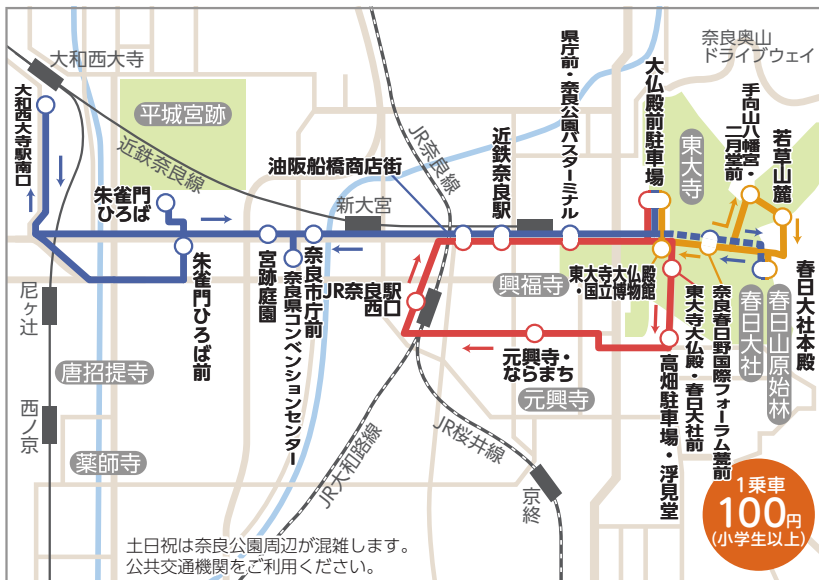 大和西大寺
大和西大寺駅南口
平城宮跡
近鉄奈良線
朱雀門
ひろば
朱雀門ひろば前
宮跡庭園
奈良県コンベンションセンター
奈良市庁前
新大宮
油阪船橋商店街
JR奈良線
近鉄奈良駅
県庁前・奈良公園バスターミナル
大仏殿前駐車場
東大寺
手向山八幡宮・
二月堂前
若草山麓
奈良奥山
ドライブウェイ
春日大社本殿
春日山原始林
春日大社
奈良春日野国際フォーラム甍前
東大寺大仏殿・春日大社前
東大寺大仏殿
・国立博物館
興福寺
高畑駐車場・浮見堂
元興寺・
ならまち
元興寺
JR奈良駅
西口
尼ヶ辻
唐招提寺
西ノ京
薬師寺
JR大和路線
JR桜井線
京終
1乗車
100円
(小学生以上)
土日祝は奈良公園周辺が混雑します。
公共交通機関をご利用ください。